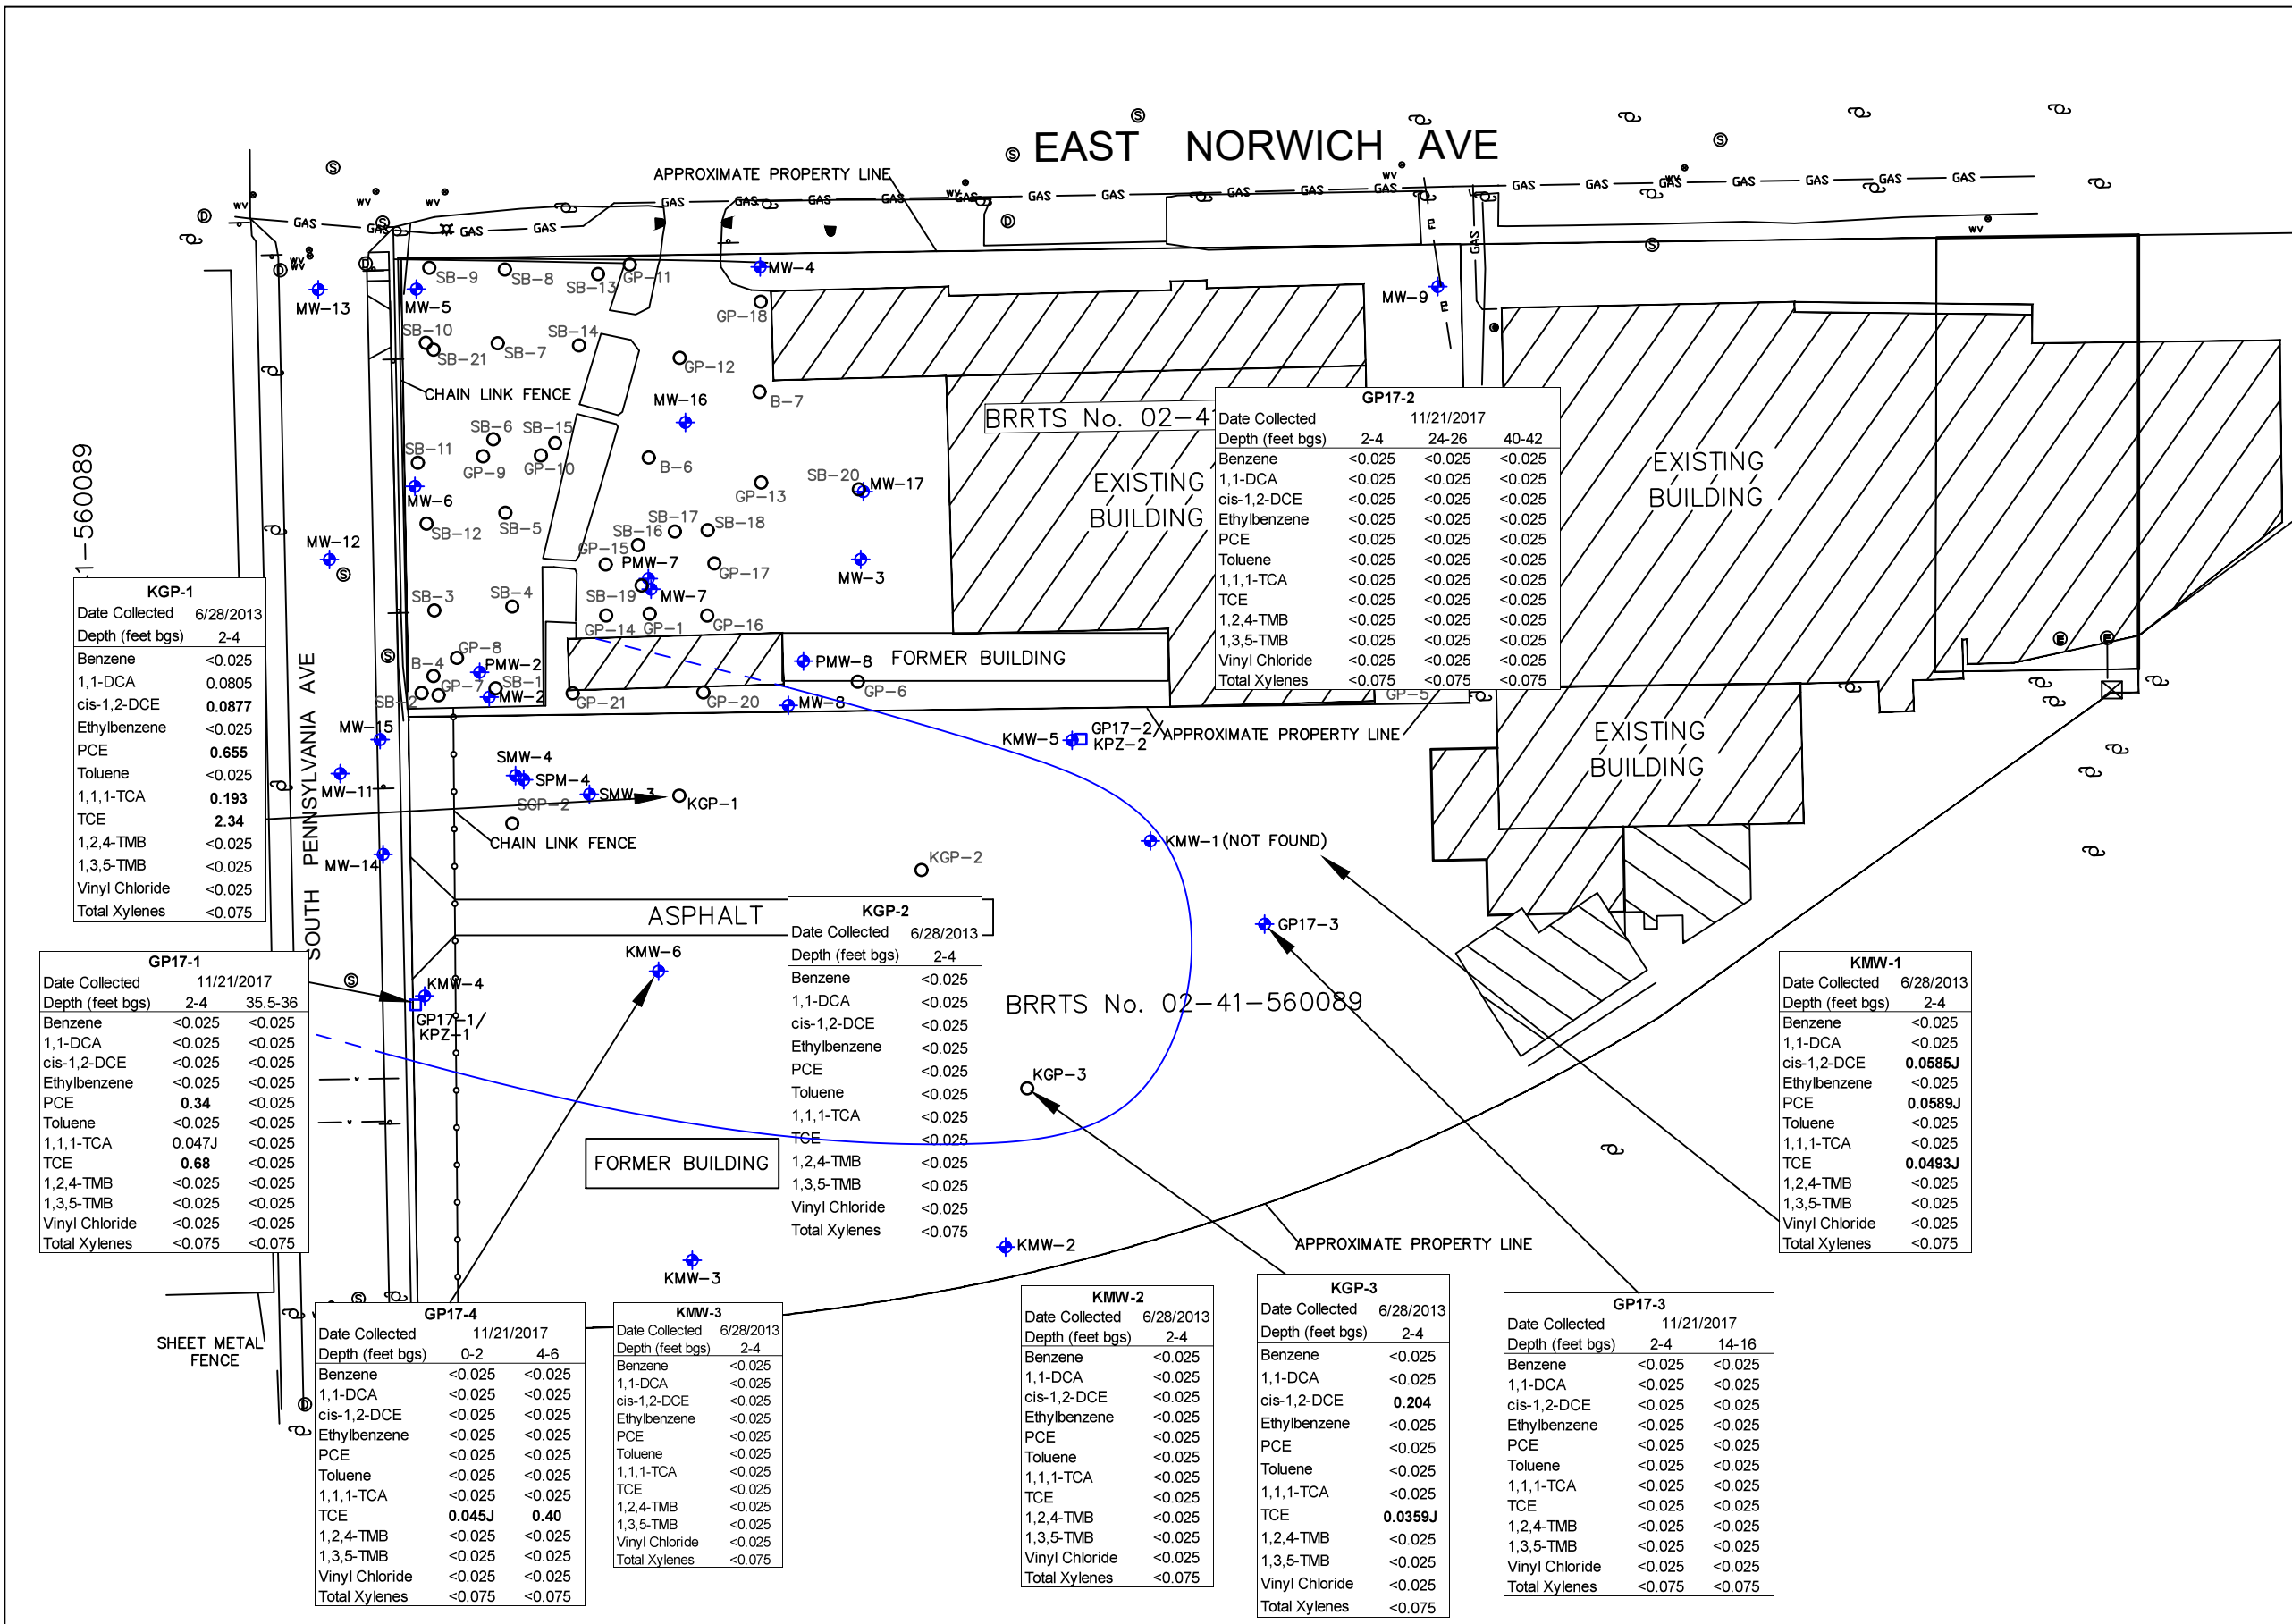 EAST NORWICH AVE
APPROXIMATE PROPERTY LINE
GAS GAS GAS GAS GAS GAS GAS GAS GAS GAS GAS GAS GAS GAS GAS GAS GAS GAS GAS
WV WV WV WV WV WV WV WV WV
MW-13
MW-5
SB-9
SB-8
SB-13
GP-11
MW-4
GP-18
MW-9
SB-10
SB-21
SB-7
SB-14
GP-12
CHAIN LINK FENCE
MW-16
B-7
SB-6
SB-15
SB-11
GP-9
GP-10
B-6
GP-13
SB-20
MW-17
MW-6
SB-12
SB-5
SB-17
SB-16
SB-18
GP-15
MW-12
PMW-7
GP-17
MW-3
SB-19
MW-7
SB-3
SB-4
GP-14
GP-1
GP-16
GP-8
B-4
PMW-2
SB-1
GP-7
SB-2
MW-2
GP-21
GP-20
PMW-8
FORMER BUILDING
GP-6
MW-8
GP-5
BRRTS No. 02-41
EXISTING
BUILDING
EXISTING
BUILDING
EXISTING
BUILDING
1-560089
SOUTH PENNSYLVANIA AVE
MW-15
MW-11
MW-14
SMW-4
SPM-4
SGP-2
SMW-3
KGP-1
CHAIN LINK FENCE
KMW-5
GP17-2/
KPZ-2
APPROXIMATE PROPERTY LINE
KMW-1(NOT FOUND)
KGP-2
ASPHALT
KMW-6
GP17-3
KMW-4
GP17-1/
KPZ-1
BRRTS No. 02-41-560089
KGP-3
FORMER BUILDING
KMW-3
KMW-2
APPROXIMATE PROPERTY LINE
SHEET METAL
FENCE
GP17-2
Date Collected 11/21/2017
Depth (feet bgs) 2-4 24-26 40-42
Benzene <0.025 <0.025 <0.025
1,1-DCA <0.025 <0.025 <0.025
cis-1,2-DCE <0.025 <0.025 <0.025
Ethylbenzene <0.025 <0.025 <0.025
PCE <0.025 <0.025 <0.025
Toluene <0.025 <0.025 <0.025
1,1,1-TCA <0.025 <0.025 <0.025
TCE <0.025 <0.025 <0.025
1,2,4-TMB <0.025 <0.025 <0.025
1,3,5-TMB <0.025 <0.025 <0.025
Vinyl Chloride <0.025 <0.025 <0.025
Total Xylenes <0.075 <0.075 <0.075
KGP-1
Date Collected 6/28/2013
Depth (feet bgs) 2-4
Benzene <0.025
1,1-DCA 0.0805
cis-1,2-DCE 0.0877
Ethylbenzene <0.025
PCE 0.655
Toluene <0.025
1,1,1-TCA 0.193
TCE 2.34
1,2,4-TMB <0.025
1,3,5-TMB <0.025
Vinyl Chloride <0.025
Total Xylenes <0.075
GP17-1
Date Collected 11/21/2017
Depth (feet bgs) 2-4 35.5-36
Benzene <0.025 <0.025
1,1-DCA <0.025 <0.025
cis-1,2-DCE <0.025 <0.025
Ethylbenzene <0.025 <0.025
PCE 0.34 <0.025
Toluene <0.025 <0.025
1,1,1-TCA 0.047J <0.025
TCE 0.68 <0.025
1,2,4-TMB <0.025 <0.025
1,3,5-TMB <0.025 <0.025
Vinyl Chloride <0.025 <0.025
Total Xylenes <0.075 <0.075
KGP-2
Date Collected 6/28/2013
Depth (feet bgs) 2-4
Benzene <0.025
1,1-DCA <0.025
cis-1,2-DCE <0.025
Ethylbenzene <0.025
PCE <0.025
Toluene <0.025
1,1,1-TCA <0.025
TCE <0.025
1,2,4-TMB <0.025
1,3,5-TMB <0.025
Vinyl Chloride <0.025
Total Xylenes <0.075
KMW-1
Date Collected 6/28/2013
Depth (feet bgs) 2-4
Benzene <0.025
1,1-DCA <0.025
cis-1,2-DCE 0.0585J
Ethylbenzene <0.025
PCE 0.0589J
Toluene <0.025
1,1,1-TCA <0.025
TCE 0.0493J
1,2,4-TMB <0.025
1,3,5-TMB <0.025
Vinyl Chloride <0.025
Total Xylenes <0.075
GP17-4
Date Collected 11/21/2017
Depth (feet bgs) 0-2 4-6
Benzene <0.025 <0.025
1,1-DCA <0.025 <0.025
cis-1,2-DCE <0.025 <0.025
Ethylbenzene <0.025 <0.025
PCE <0.025 <0.025
Toluene <0.025 <0.025
1,1,1-TCA <0.025 <0.025
TCE 0.045J 0.40
1,2,4-TMB <0.025 <0.025
1,3,5-TMB <0.025 <0.025
Vinyl Chloride <0.025 <0.025
Total Xylenes <0.075 <0.075
KMW-3
Date Collected 6/28/2013
Depth (feet bgs) 2-4
Benzene <0.025
1,1-DCA <0.025
cis-1,2-DCE <0.025
Ethylbenzene <0.025
PCE <0.025
Toluene <0.025
1,1,1-TCA <0.025
TCE <0.025
1,2,4-TMB <0.025
1,3,5-TMB <0.025
Vinyl Chloride <0.025
Total Xylenes <0.075
KMW-2
Date Collected 6/28/2013
Depth (feet bgs) 2-4
Benzene <0.025
1,1-DCA <0.025
cis-1,2-DCE <0.025
Ethylbenzene <0.025
PCE <0.025
Toluene <0.025
1,1,1-TCA <0.025
TCE <0.025
1,2,4-TMB <0.025
1,3,5-TMB <0.025
Vinyl Chloride <0.025
Total Xylenes <0.075
KGP-3
Date Collected 6/28/2013
Depth (feet bgs) 2-4
Benzene <0.025
1,1-DCA <0.025
cis-1,2-DCE 0.204
Ethylbenzene <0.025
PCE <0.025
Toluene <0.025
1,1,1-TCA <0.025
TCE 0.0359J
1,2,4-TMB <0.025
1,3,5-TMB <0.025
Vinyl Chloride <0.025
Total Xylenes <0.075
GP17-3
Date Collected 11/21/2017
Depth (feet bgs) 2-4 14-16
Benzene <0.025 <0.025
1,1-DCA <0.025 <0.025
cis-1,2-DCE <0.025 <0.025
Ethylbenzene <0.025 <0.025
PCE <0.025 <0.025
Toluene <0.025 <0.025
1,1,1-TCA <0.025 <0.025
TCE <0.025 <0.025
1,2,4-TMB <0.025 <0.025
1,3,5-TMB <0.025 <0.025
Vinyl Chloride <0.025 <0.025
Total Xylenes <0.075 <0.075